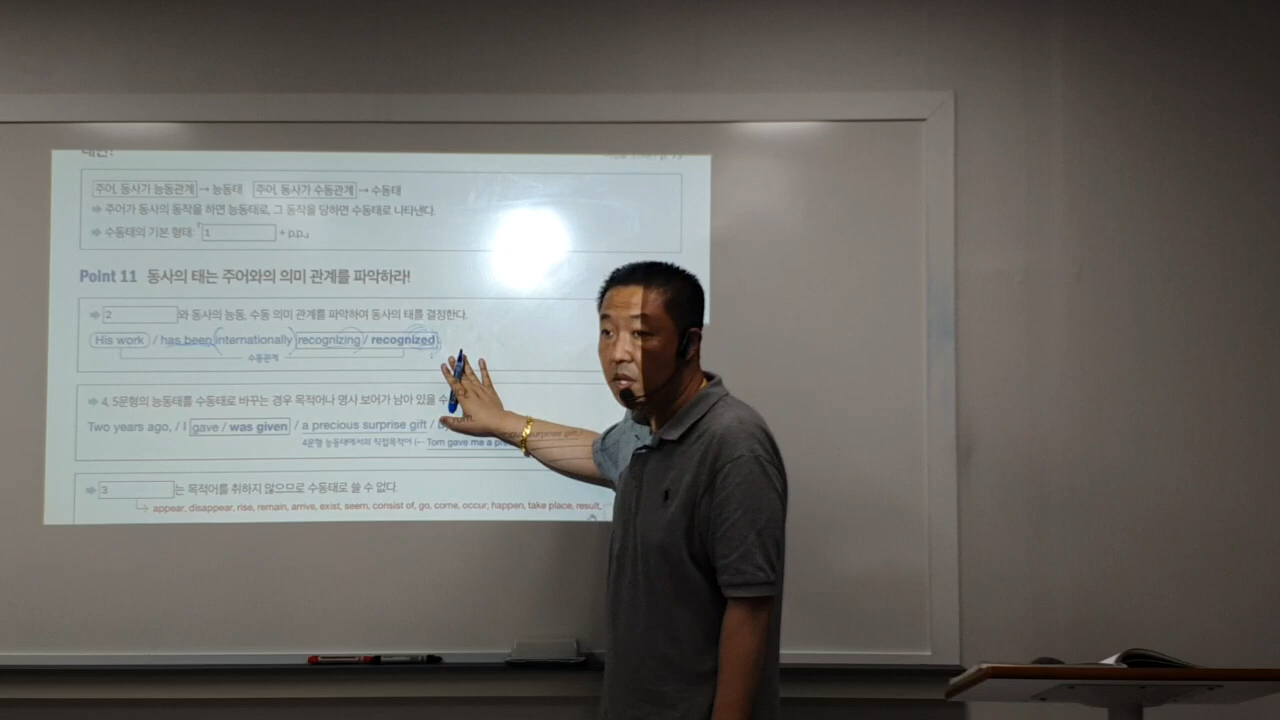 주어, 동사가 능동관계 → 능동태 주어, 동사가 수동관계 → 수동태
⇒ 주어가 동사의 동작을 하면 능동태로, 그 동작을 당하면 수동태로 나타낸다.
⇒ 수동태의 기본 형태: 『1 + p.p.』
Point 11 동사의 태는 주어와의 의미 관계를 파악하라!
⇒ 2 와 동사의 능동, 수동 의미 관계를 파악하여 동사의 태를 결정한다.
His work / has been internationally recognizing / recognized.
수동관계
⇒ 4, 5문형의 능동태를 수동태로 바꾸는 경우 목적어나 명사 보어가 남아 있을 수
Two years ago, / I gave / was given / a precious surprise gift /
4문형 능동태에서의 직접목적어 (← Tom gave me a
⇒ 3 는 목적어를 취하지 않으므로 수동태로 쓸 수 없다.
appear, disappear, rise, remain, arrive, exist, seem, consist of, go, come, occur, happen, take place, result,